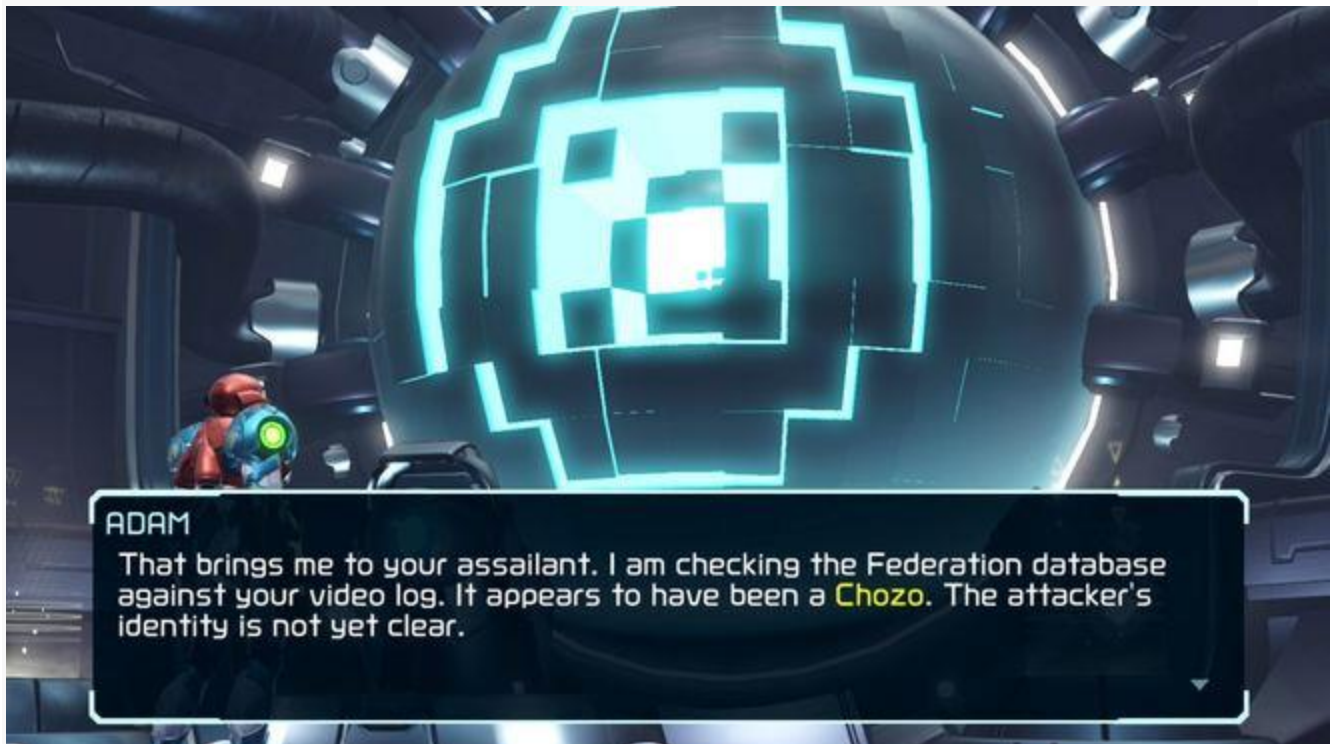 ADAM
That brings me to your assailant. I am checking the Federation database
against your video log. It appears to have been a Chozo. The attacker's
identity is not yet clear.